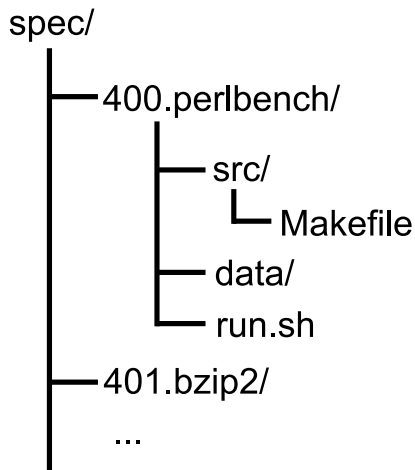 spec/
400.perlbench/
src/
Makefile
data/
run.sh
401.bzip2/
...